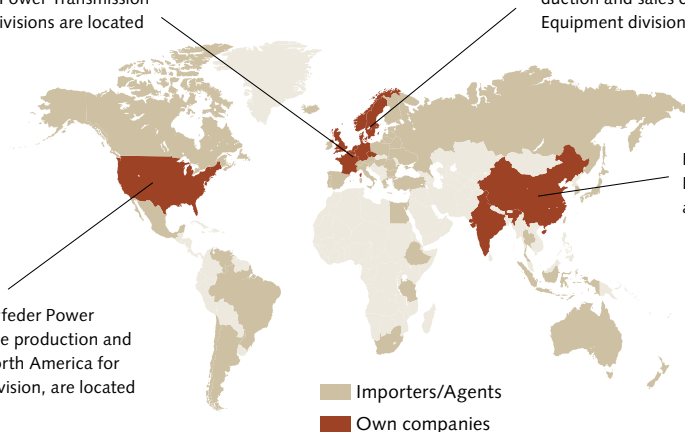 Power Transmission
divisions are located
duction and sales
Equipment division
feder Power
e production and
orth America for
vision, are located
Importers/Agents
Own companies